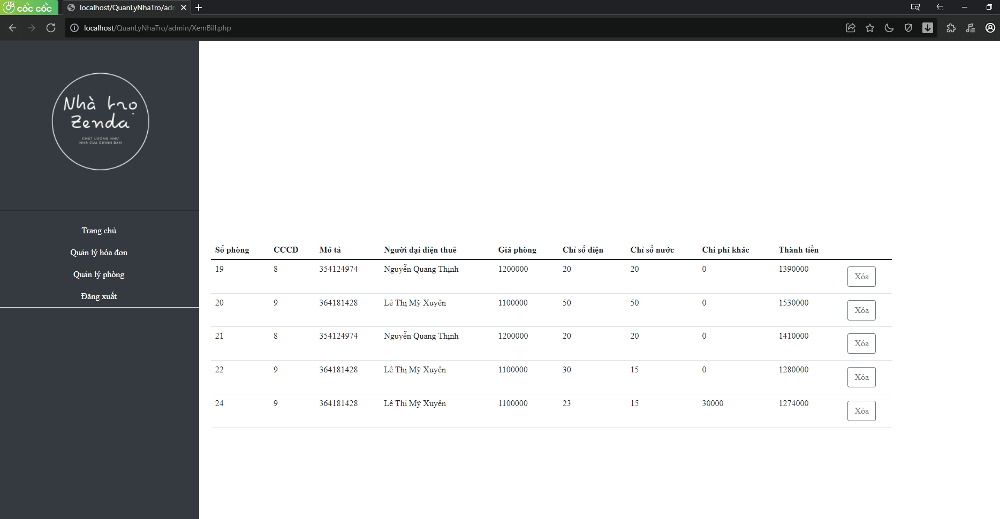 cốc cốc
localhost/QuanLyNhaTro/adn
localhost/QuanLyNhaTro/admin/XemBill.php
Nhà trọ
Zenda
CHẤT LƯỢNG NHƯ
NHÀ CỦA CHÍNH BẠN
Trang chủ
Quản lý hóa đơn
Quản lý phòng
Đăng xuất
Số phòng CCCD Mô tả Người đại diện thuê Giá phòng Chỉ số điện Chỉ số nước Chi phí khác Thành tiền
19 8 354124974 Nguyễn Quang Thịnh 1200000 20 20 0 1390000 Xóa
20 9 364181428 Lê Thị Mỹ Xuyên 1100000 50 50 0 1530000 Xóa
21 8 354124974 Nguyễn Quang Thịnh 1200000 20 20 0 1410000 Xóa
22 9 364181428 Lê Thị Mỹ Xuyên 1100000 30 15 0 1280000 Xóa
24 9 364181428 Lê Thị Mỹ Xuyên 1100000 23 15 30000 1274000 Xóa